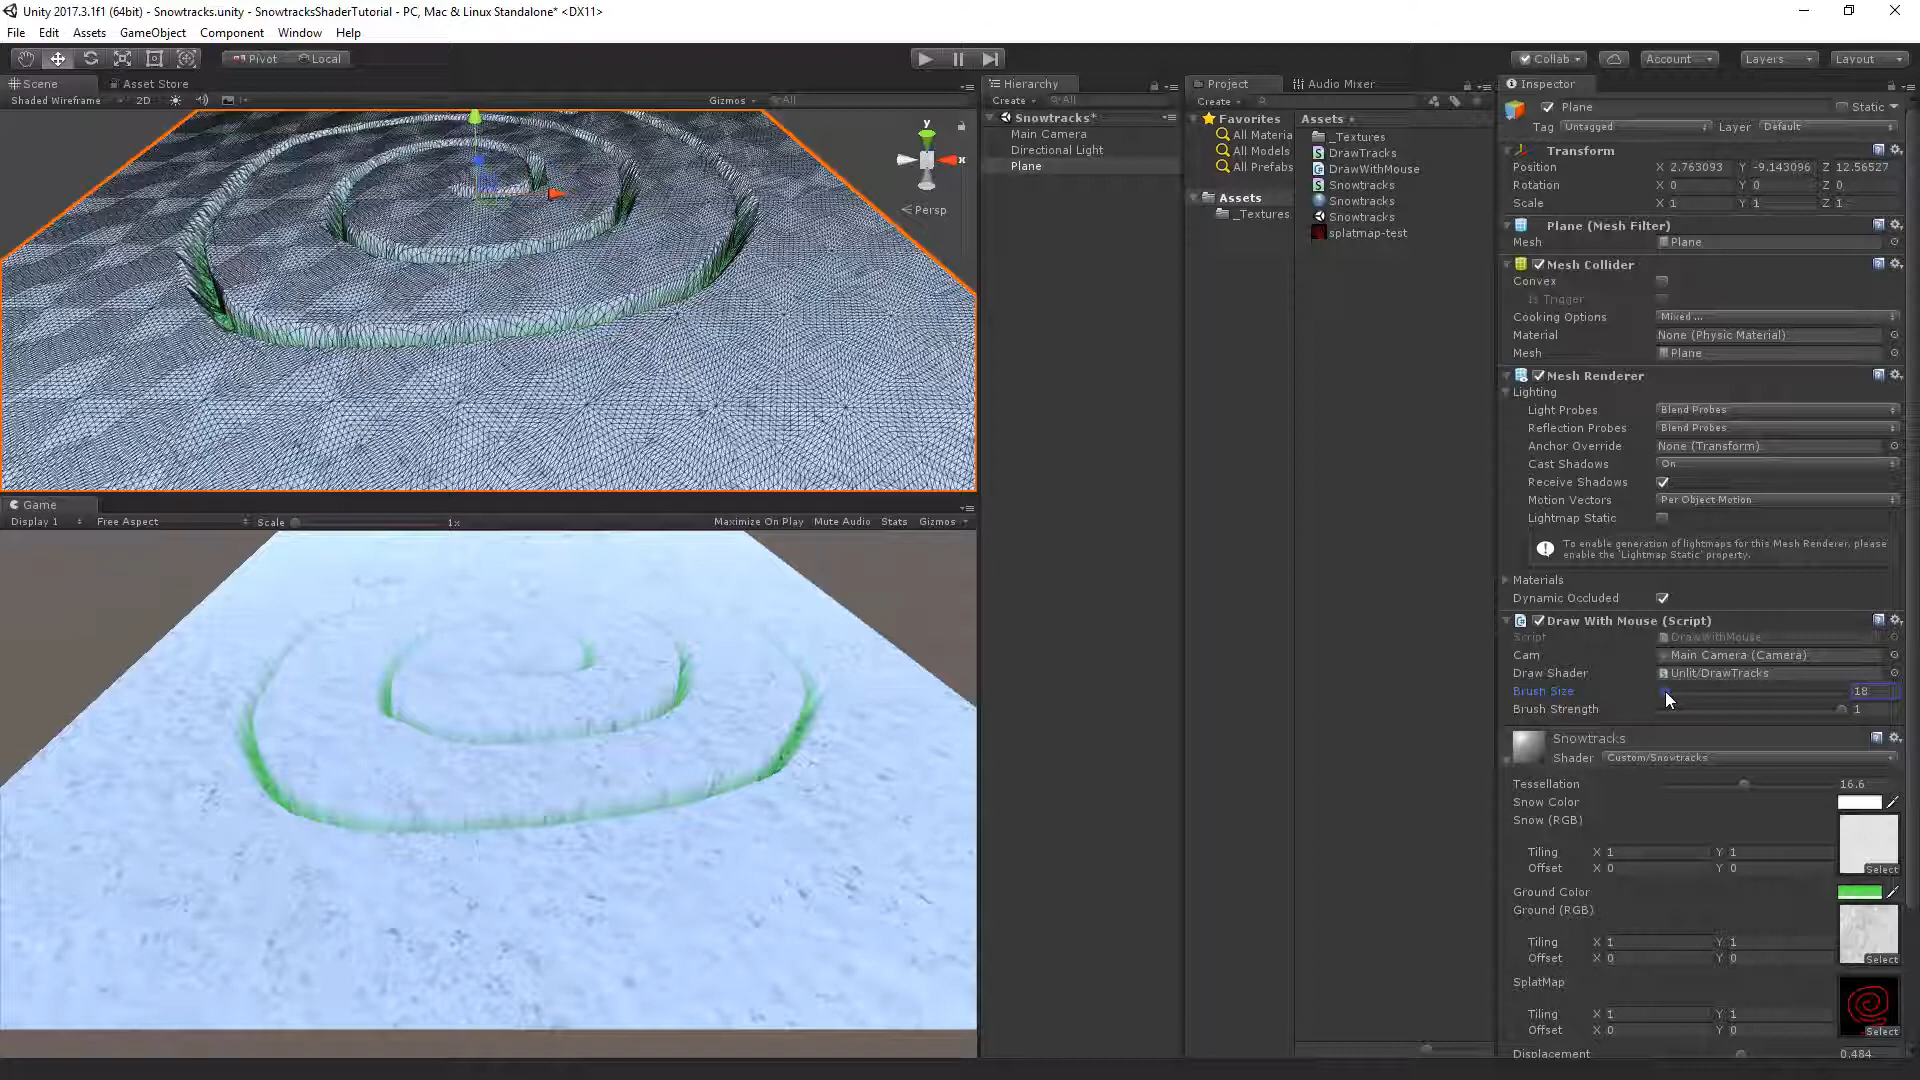 Unity 2017.3.1f1 (64bit) - Snowtracks.unity - SnowtracksShaderTutorial - PC, Mac & Linux Standalone* <DX11>
File Edit Assets GameObject Component Window Help
Pivot Local Collab Account Layers Layout
Scene Asset Store
Shaded Wireframe 2D Gizmos All
y
x
Persp
Game
Display 1 Free Aspect Scale 1x Maximize On Play Mute Audio Stats Gizmos
Hierarchy
Create All
Snowtracks*
Main Camera
Directional Light
Plane
Project Audio Mixer
Create
Favorites
All Materia
All Models
All Prefabs
Assets
_Textures
Assets
_Textures
DrawTracks
DrawWithMouse
Snowtracks
Snowtracks
Snowtracks
splatmap-test
Inspector
Plane Static
Tag Untagged Layer Default
Transform
Position X 2.763093 Y -9.143096 Z 12.56527
Rotation X 0 Y 0 Z 0
Scale X 1 Y 1 Z 1
Plane (Mesh Filter)
Mesh Plane
Mesh Collider
Convex
Is Trigger
Cooking Options Mixed ...
Material None (Physic Material)
Mesh Plane
Mesh Renderer
Lighting
Light Probes Blend Probes
Reflection Probes Blend Probes
Anchor Override None (Transform)
Cast Shadows On
Receive Shadows
Motion Vectors Per Object Motion
Lightmap Static
To enable generation of lightmaps for this Mesh Renderer, please
enable the 'Lightmap Static' property.
Materials
Dynamic Occluded
Draw With Mouse (Script)
Script DrawWithMouse
Cam Main Camera (Camera)
Draw Shader Unlit/DrawTracks
Brush Size 18
Brush Strength 1
Snowtracks
Shader Custom/Snowtracks
Tessellation 16.6
Snow Color
Snow (RGB)
Tiling X 1 Y 1
Offset X 0 Y 0
Select
Ground Color
Ground (RGB)
Tiling X 1 Y 1
Offset X 0 Y 0
Select
SplatMap
Tiling X 1 Y 1
Offset X 0 Y 0
Select
Displacement 0.484